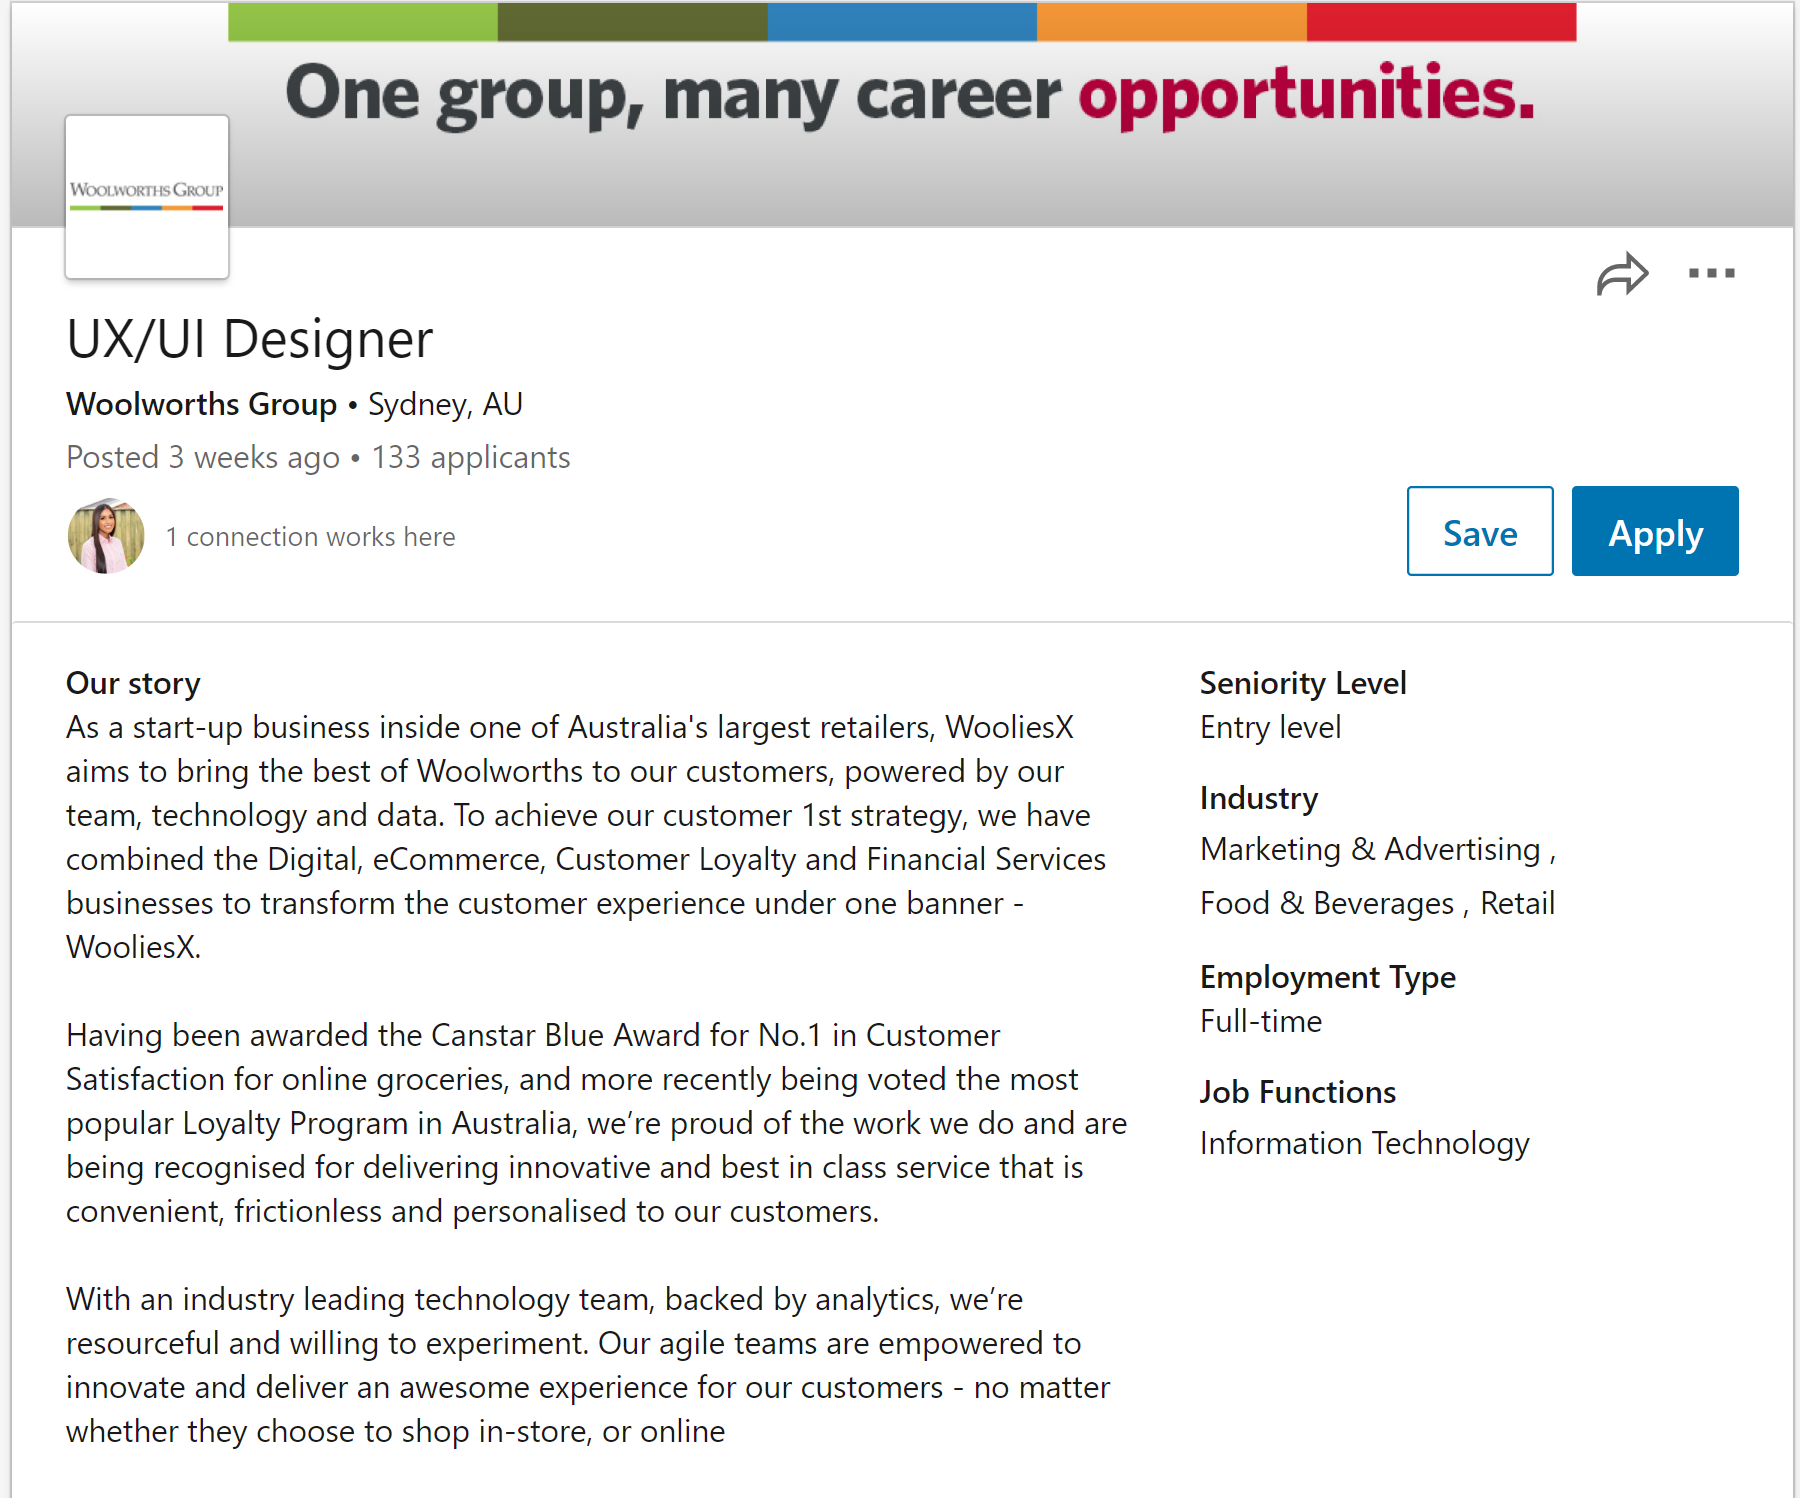 One group, many career opportunities.
WOOLWORTHS GROUP
UX/UI Designer
Woolworths Group • Sydney, AU
Posted 3 weeks ago • 133 applicants
1 connection works here
Save
Apply
Our story
As a start-up business inside one of Australia's largest retailers, WooliesX
aims to bring the best of Woolworths to our customers, powered by our
team, technology and data. To achieve our customer 1st strategy, we have
combined the Digital, eCommerce, Customer Loyalty and Financial Services
businesses to transform the customer experience under one banner -
WooliesX.
Having been awarded the Canstar Blue Award for No.1 in Customer
Satisfaction for online groceries, and more recently being voted the most
popular Loyalty Program in Australia, we’re proud of the work we do and are
being recognised for delivering innovative and best in class service that is
convenient, frictionless and personalised to our customers.
With an industry leading technology team, backed by analytics, we’re
resourceful and willing to experiment. Our agile teams are empowered to
innovate and deliver an awesome experience for our customers - no matter
whether they choose to shop in-store, or online
Seniority Level
Entry level
Industry
Marketing & Advertising ,
Food & Beverages , Retail
Employment Type
Full-time
Job Functions
Information Technology